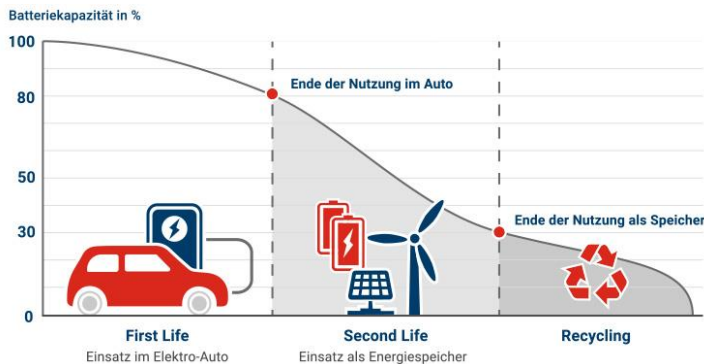 Batteriekapazität in %
100
Ende der Nutzung im Auto
80
50
30
Ende der Nutzung als Speicher
0
First Life
Second Life
Recycling
Einsatz im Elektro-Auto
Einsatz als Energiespeicher